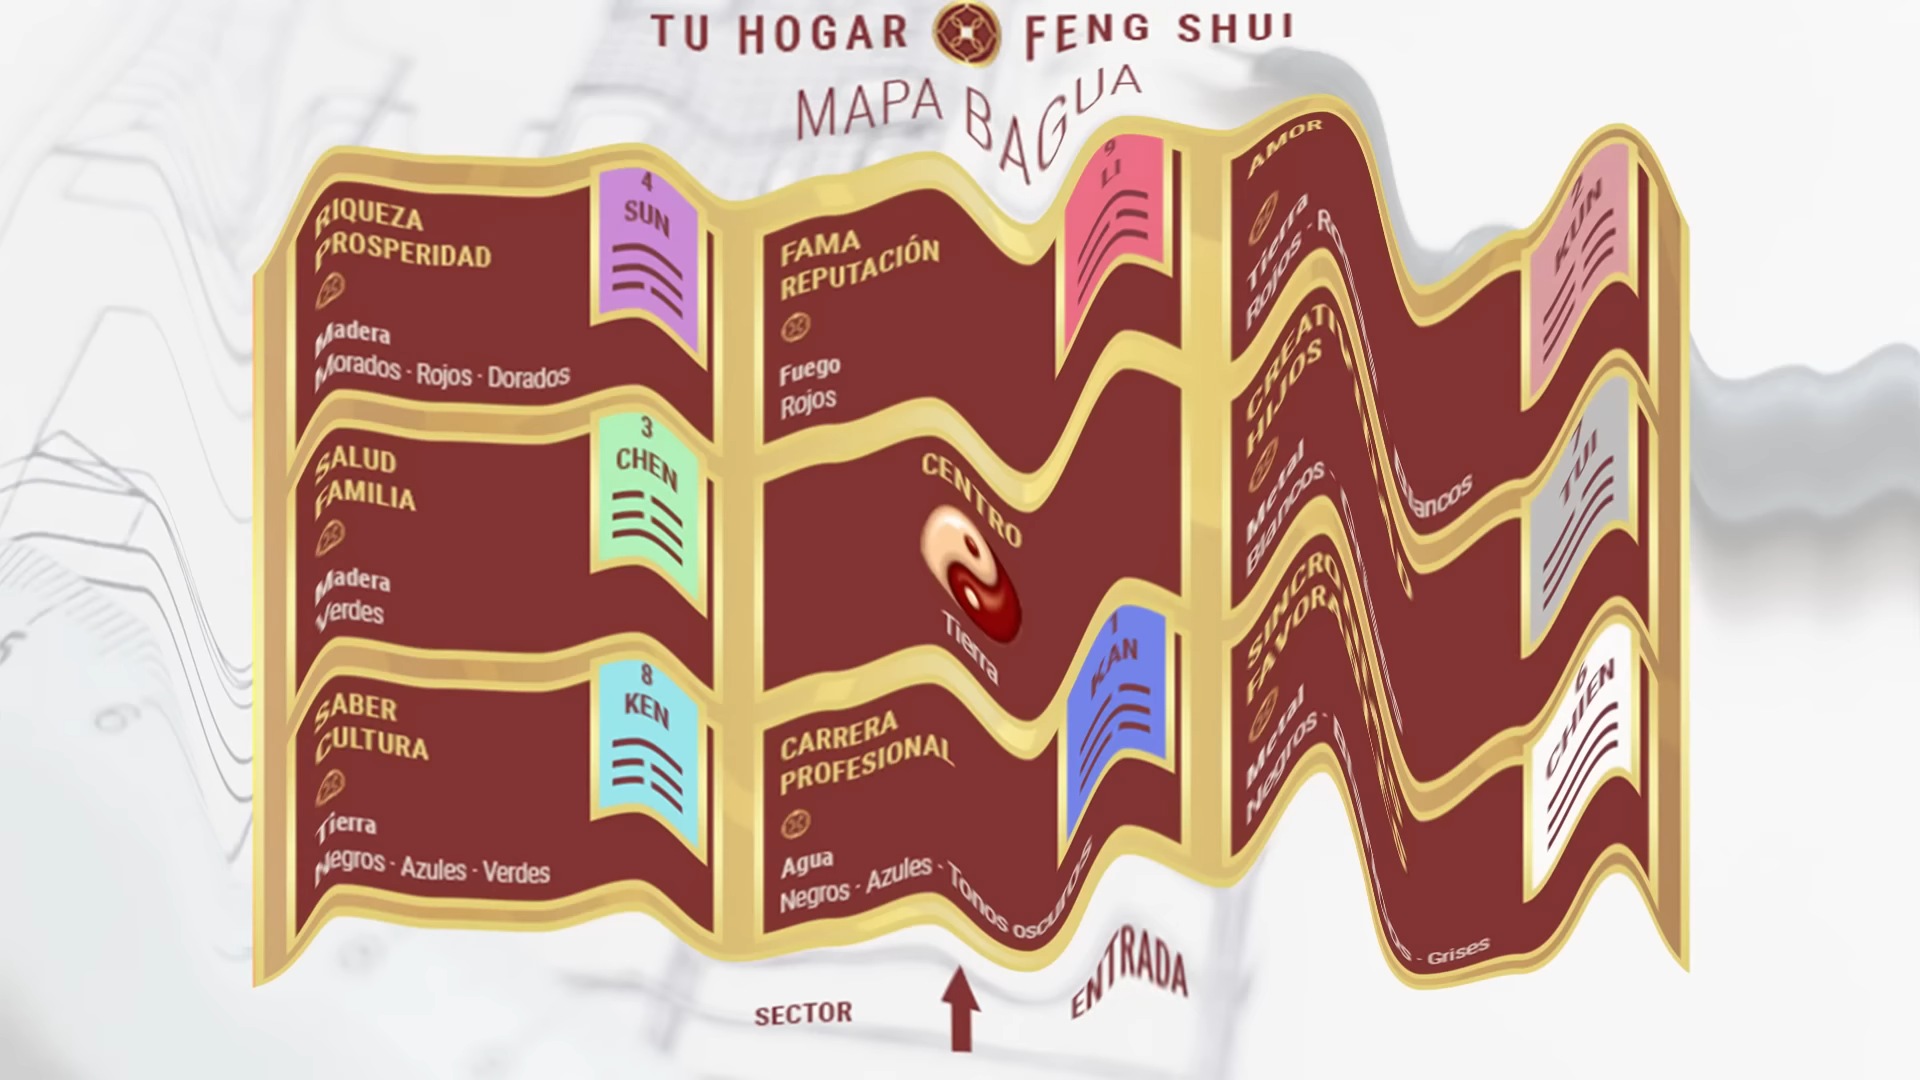 TU HOGAR FENG SHUI
MAPA BAGUA
RIQUEZA
PROSPERIDAD
Madera
Morados · Rojos · Dorados
4
SUN
FAMA
REPUTACIÓN
Fuego
Rojos
9
LI
AMOR
Tierra
Rojos ·
2
KUN
SALUD
FAMILIA
Madera
Verdes
3
CHEN
CENTRO
Tierra
HIJOS
Metal
Blancos ·
7
TUI
SABER
CULTURA
Tierra
Negros · Azules · Verdes
8
KEN
CARRERA
PROFESIONAL
Agua
Negros · Azules · Tonos oscuros
1
KAN
Metal
Negros · · Grises
6
CHIEN
SECTOR ENTRADA